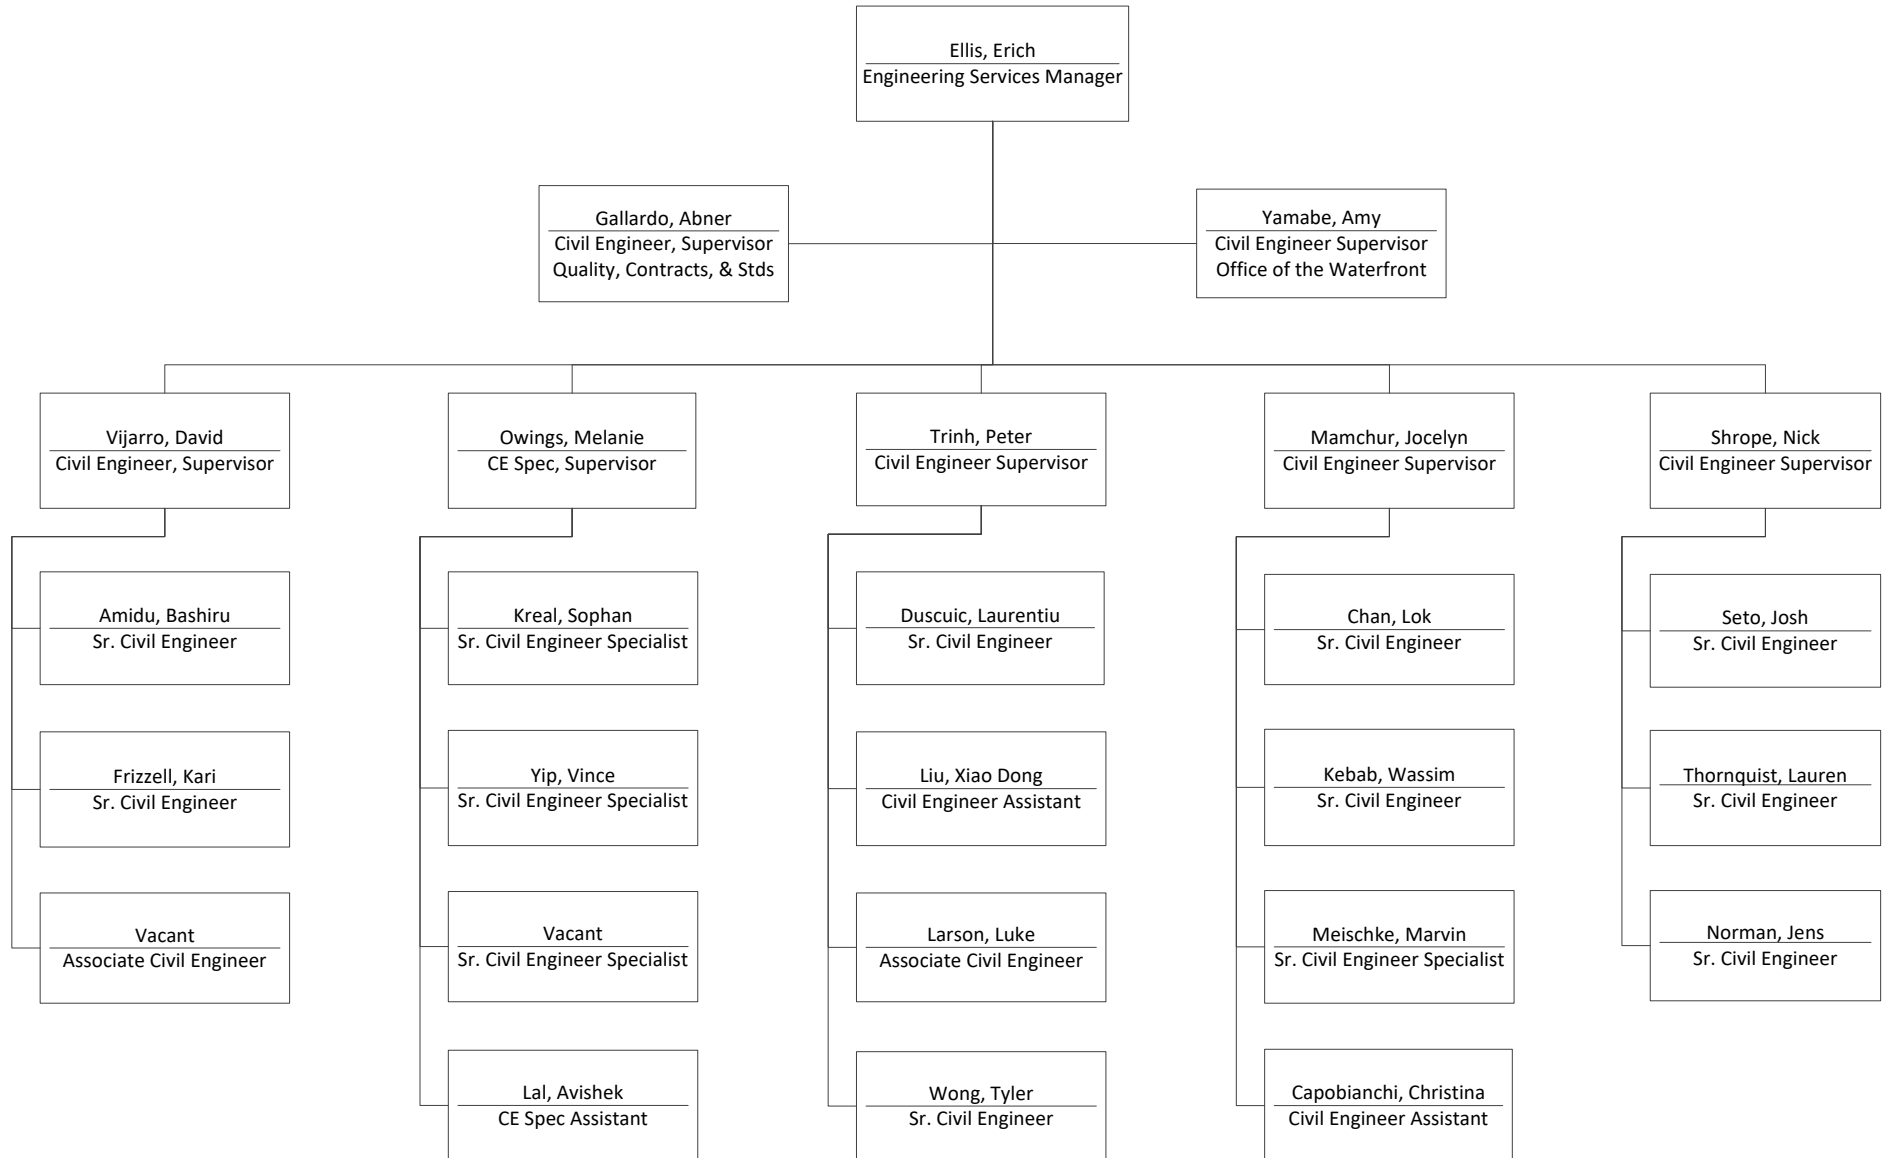 Ellis, Erich
Engineering Services Manager
Gallardo, Abner
Civil Engineer, Supervisor
Quality, Contracts, & Stds
Yamabe, Amy
Civil Engineer Supervisor
Office of the Waterfront
Vijarro, David
Civil Engineer, Supervisor
Owings, Melanie
CE Spec, Supervisor
Trinh, Peter
Civil Engineer Supervisor
Mamchur, Jocelyn
Civil Engineer Supervisor
Shrope, Nick
Civil Engineer Supervisor
Amidu, Bashiru
Sr. Civil Engineer
Kreal, Sophan
Sr. Civil Engineer Specialist
Duscuic, Laurentiu
Sr. Civil Engineer
Chan, Lok
Sr. Civil Engineer
Seto, Josh
Sr. Civil Engineer
Frizzell, Kari
Sr. Civil Engineer
Yip, Vince
Sr. Civil Engineer Specialist
Liu, Xiao Dong
Civil Engineer Assistant
Kebab, Wassim
Sr. Civil Engineer
Thornquist, Lauren
Sr. Civil Engineer
Vacant
Associate Civil Engineer
Vacant
Sr. Civil Engineer Specialist
Larson, Luke
Associate Civil Engineer
Meischke, Marvin
Sr. Civil Engineer Specialist
Norman, Jens
Sr. Civil Engineer
Lal, Avishek
CE Spec Assistant
Wong, Tyler
Sr. Civil Engineer
Capobianchi, Christina
Civil Engineer Assistant